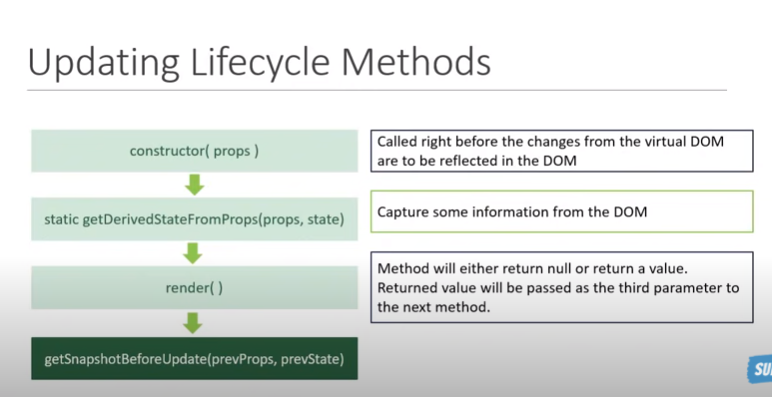 Updating Lifecycle Methods
constructor( props )
static getDerivedStateFromProps(props, state)
render( )
getSnapshotBeforeUpdate(prevProps, prevState)
Called right before the changes from the virtual DOM
are to be reflected in the DOM
Capture some information from the DOM
Method will either return null or return a value.
Returned value will be passed as the third parameter to
the next method.
SU